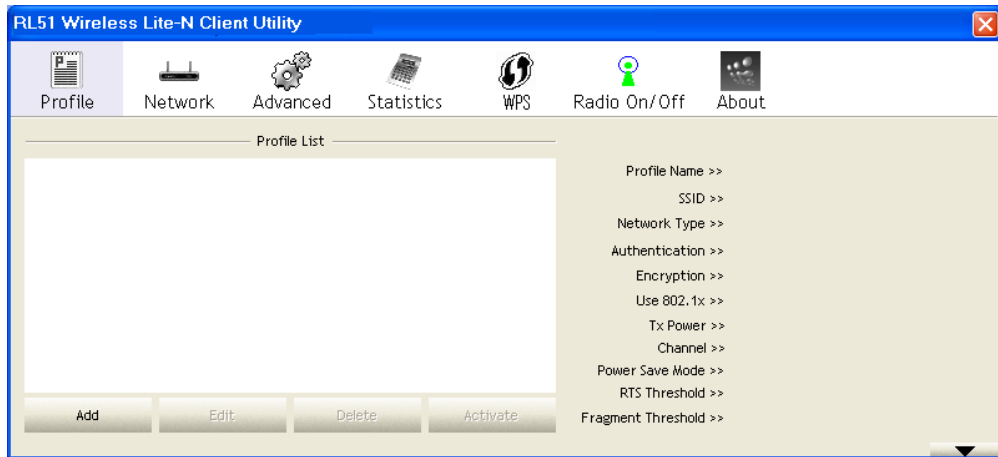 RL51 Wireless Lite-N Client Utility
Profile Network Advanced Statistics WPS Radio On/Off About
Profile List
Profile Name >>
SSID >>
Network Type >>
Authentication >>
Encryption >>
Use 802.1x >>
Tx Power >>
Channel >>
Power Save Mode >>
RTS Threshold >>
Fragment Threshold >>
Add Edit Delete Activate